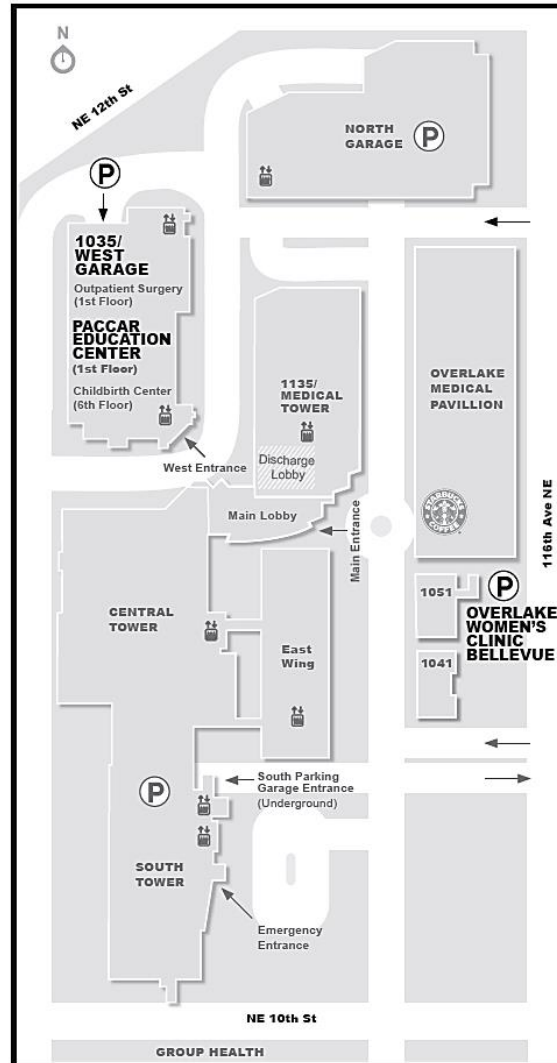 N
NE 12th St
NORTH
GARAGE
P
P
1035/
WEST
GARAGE
Outpatient Surgery
(1st Floor)
PACCAR
EDUCATION
CENTER
(1st Floor)
Childbirth Center
(6th Floor)
West Entrance
1135/
MEDICAL
TOWER
Discharge
Lobby
Main Lobby
Main Entrance
OVERLAKE
MEDICAL
PAVILLION
STARBUCKS
COFFEE
116th Ave NE
1051
P
OVERLAKE
WOMEN'S
CLINIC
BELLEVUE
1041
CENTRAL
TOWER
East
Wing
South Parking
Garage Entrance
(Underground)
P
SOUTH
TOWER
Emergency
Entrance
NE 10th St
GROUP HEALTH